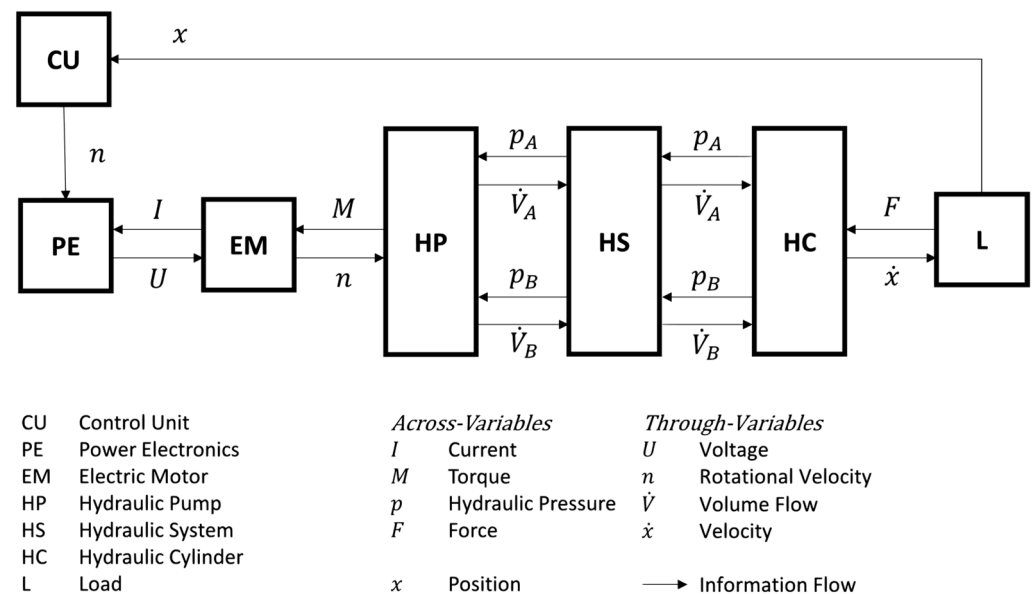 x
CU
n
PE
I
U
EM
M
n
HP
p_A
V̇_A
p_B
V̇_B
HS
p_A
V̇_A
p_B
V̇_B
HC
F
ẋ
L
CU Control Unit
PE Power Electronics
EM Electric Motor
HP Hydraulic Pump
HS Hydraulic System
HC Hydraulic Cylinder
L Load
Across-Variables
I Current
M Torque
p Hydraulic Pressure
F Force
x Position
Through-Variables
U Voltage
n Rotational Velocity
V̇ Volume Flow
ẋ Velocity
Information Flow